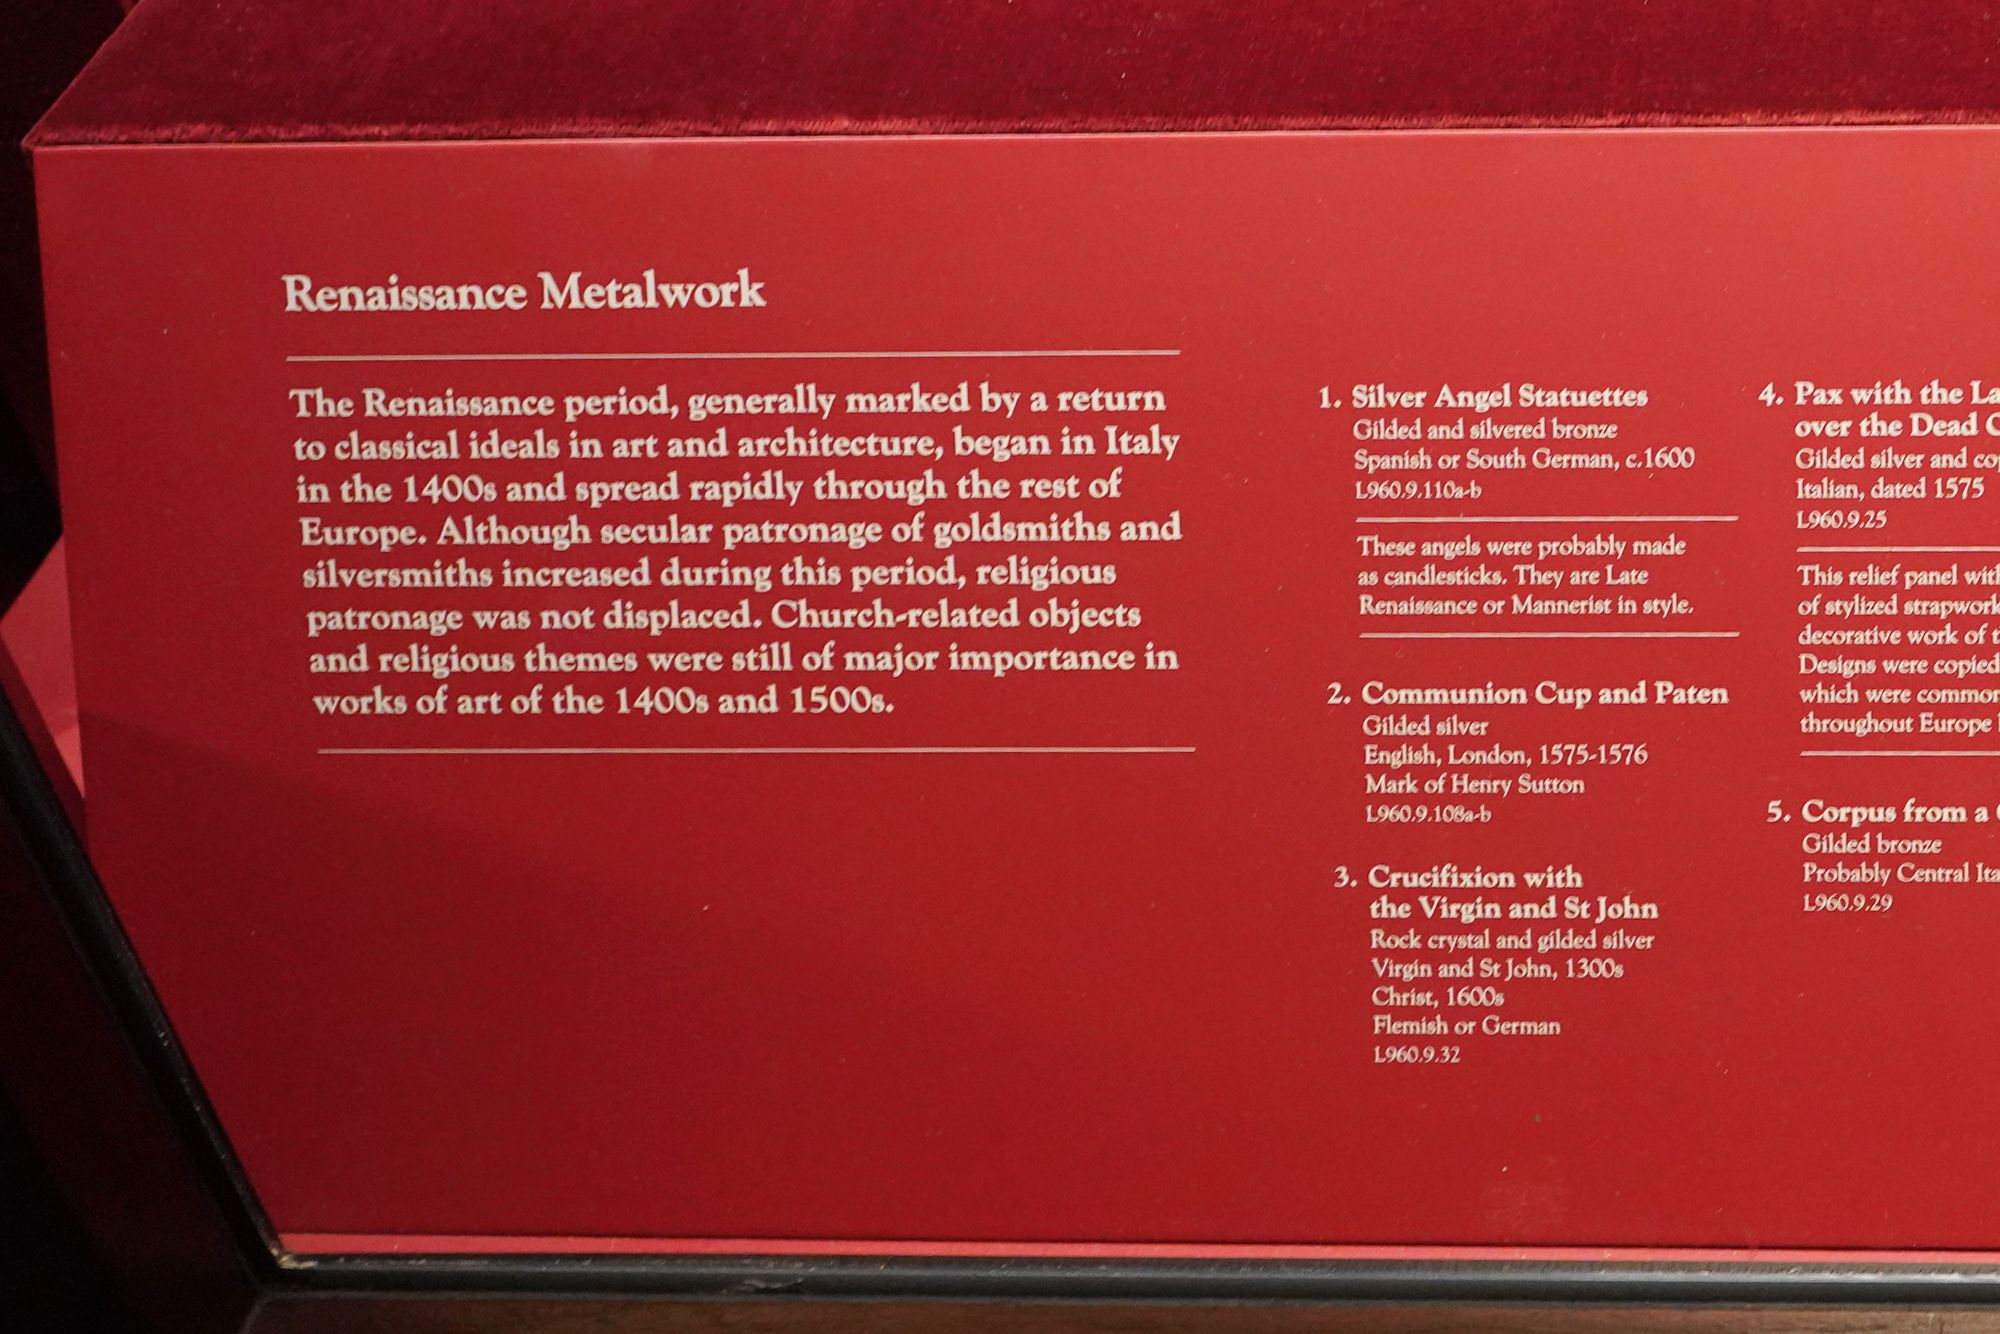 Renaissance Metalwork
The Renaissance period, generally marked by a return
to classical ideals in art and architecture, began in Italy
in the 1400s and spread rapidly through the rest of
Europe. Although secular patronage of goldsmiths and
silversmiths increased during this period, religious
patronage was not displaced. Church-related objects
and religious themes were still of major importance in
works of art of the 1400s and 1500s.
1. Silver Angel Statuettes
Gilded and silvered bronze
Spanish or South German, c.1600
L960.9.110a-b
These angels were probably made
as candlesticks. They are Late
Renaissance or Mannerist in style.
2. Communion Cup and Paten
Gilded silver
English, London, 1575-1576
Mark of Henry Sutton
L960.9.108a-b
3. Crucifixion with
the Virgin and St John
Rock crystal and gilded silver
Virgin and St John, 1300s
Christ, 1600s
Flemish or German
L960.9.32
4. Pax with the
over the Dead
Gilded silver and
Italian, dated 1575
L960.9.25
This relief panel
of stylized
decorative work of
Designs were copied
which were
throughout Europe
5. Corpus from a
Gilded bronze
Probably Central
L960.9.29